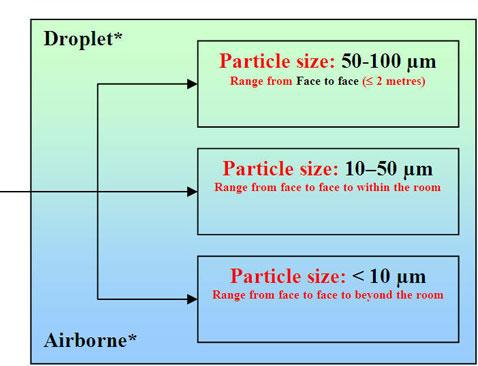 Droplet*
Particle size: 50-100 µm
Range from Face to face (≤ 2 metres)
Particle size: 10–50 µm
Range from face to face to within the room
Particle size: < 10 µm
Range from face to face to beyond the room
Airborne*